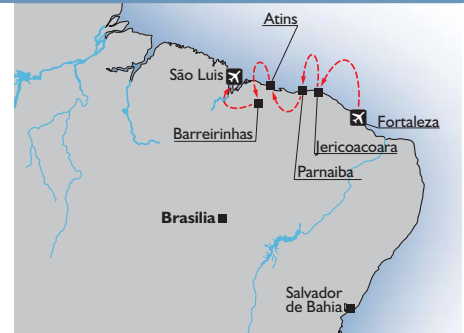 Atins
São Luis
Fortaleza
Barreirinhas
Jericoacoara
Parnaiba
Brasilia
Salvador
de Bahia